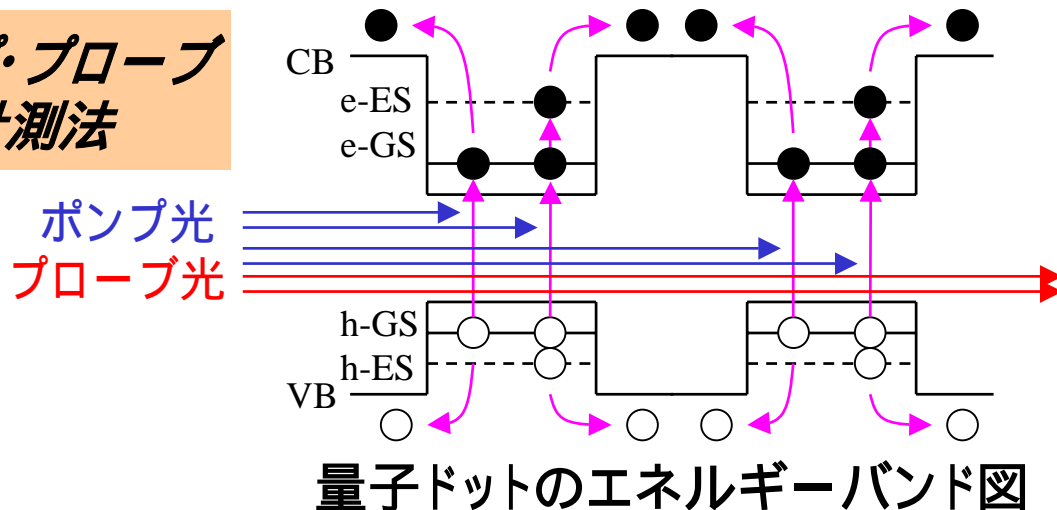 ・プローブ
測法
CB
e-ES
e-GS
ポンプ光
プローブ光
h-GS
h-ES
VB
量子ドットのエネルギーバンド図